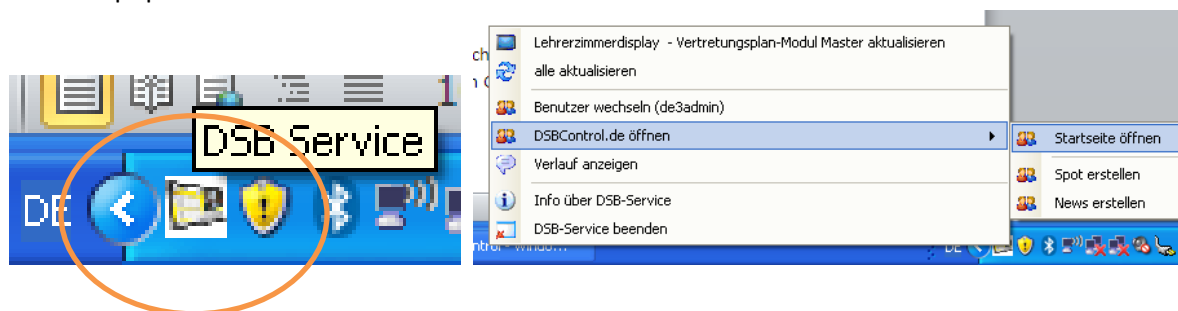 1
DSB Service
DE
Lehrerzimmerdisplay - Vertretungsplan-Modul Master aktualisieren
alle aktualisieren
Benutzer wechseln (de3admin)
DSBControl.de öffnen
Verlauf anzeigen
Info über DSB-Service
DSB-Service beenden
Startseite öffnen
Spot erstellen
News erstellen
DE